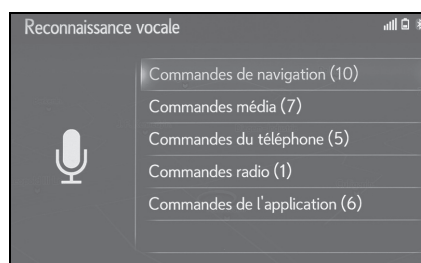 Reconnaissance vocale
Commandes de navigation (10)
Commandes média (7)
Commandes du téléphone (5)
Commandes radio (1)
Commandes de l'application (6)